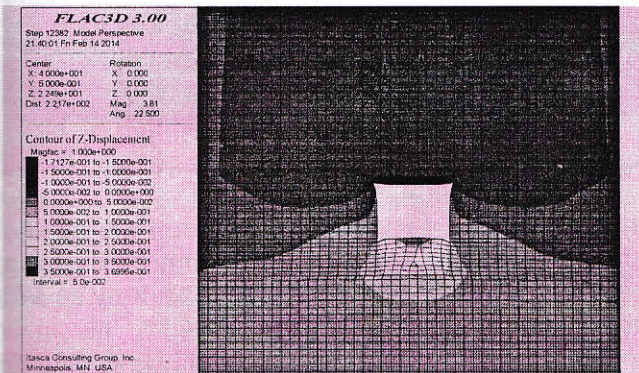 FLAC3D 3.00
Step 12382 Model Perspective
21:40:01 Fri Feb 14 2014
Center Rotation
X: 4.000e+001 X: 0.000
Y: 5.000e-001 Y: 0.000
Z: 2.249e+001 Z: 0.000
Dist: 2.217e+002 Mag.: 3.81
Ang.: 22.500
Contour of Z-Displacement
Magfac = 1.000e+000
-1.7127e-001 to -1.5000e-001
-1.5000e-001 to -1.0000e-001
-1.0000e-001 to -5.0000e-002
-5.0000e-002 to 0.0000e+000
0.0000e+000 to 5.0000e-002
5.0000e-002 to 1.0000e-001
1.0000e-001 to 1.5000e-001
1.5000e-001 to 2.0000e-001
2.0000e-001 to 2.5000e-001
2.5000e-001 to 3.0000e-001
3.0000e-001 to 3.5000e-001
3.5000e-001 to 3.6995e-001
Interval = 5.0e-002
Itasca Consulting Group, Inc.
Minneapolis, MN USA